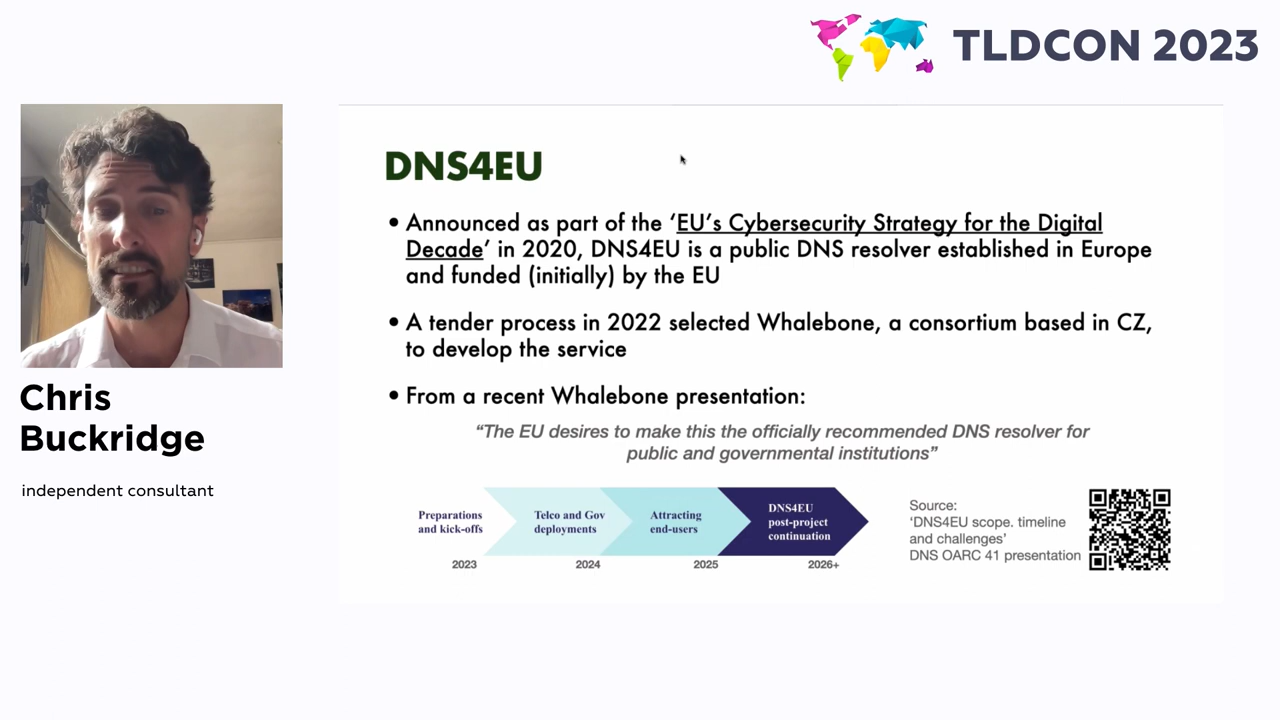 TLDCON 2023
Chris
Buckridge
independent consultant
DNS4EU
• Announced as part of the ‘EU’s Cybersecurity Strategy for the Digital
Decade’ in 2020, DNS4EU is a public DNS resolver established in Europe
and funded (initially) by the EU
• A tender process in 2022 selected Whalebone, a consortium based in CZ,
to develop the service
• From a recent Whalebone presentation:
“The EU desires to make this the officially recommended DNS resolver for
public and governmental institutions”
Preparations
and kick-offs
Telco and Gov
deployments
Attracting
end-users
DNS4EU
post-project
continuation
2023
2024
2025
2026+
Source:
‘DNS4EU scope. timeline
and challenges’
DNS OARC 41 presentation